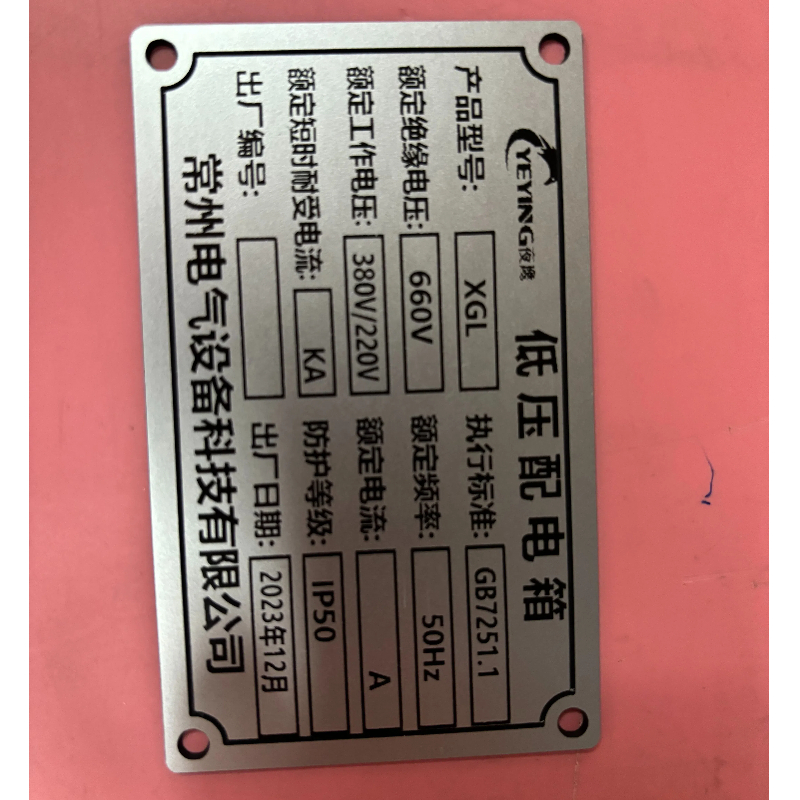 YEYING夜鹰
低压配电箱
产品型号: XGL 执行标准: GB7251.1
额定绝缘电压: 660V 额定频率: 50Hz
额定工作电压: 380V/220V 额定电流: A
额定短时耐受电流: KA 防护等级: IP50
出厂编号: 出厂日期: 2023年12月
常州电气设备科技有限公司